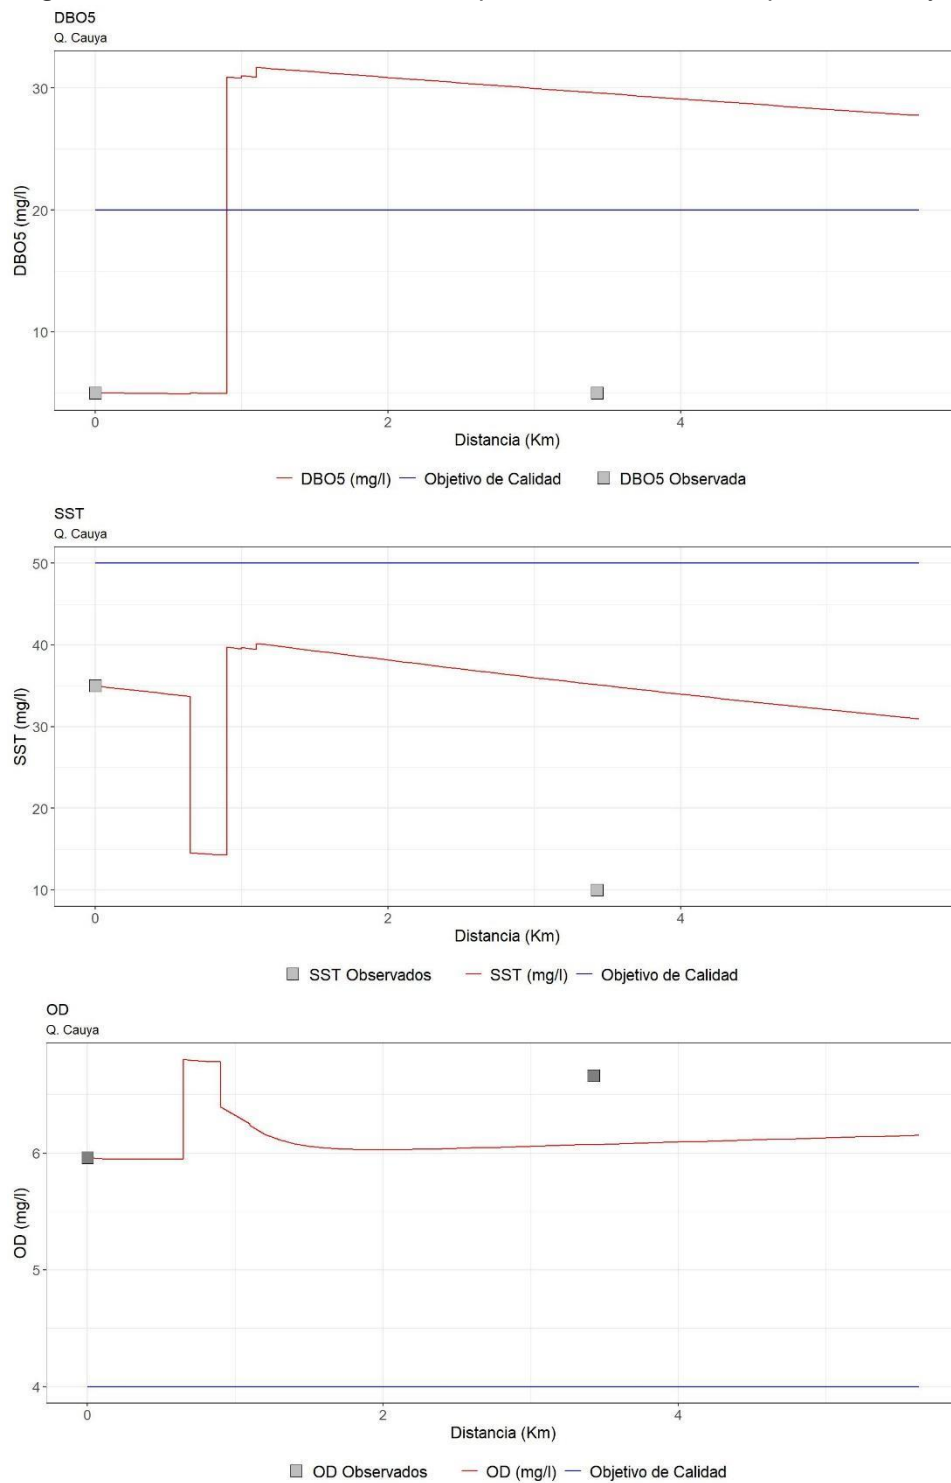 DBO5
Q. Cauya
30
20
10
DBO5 (mg/l)
0 2 4
Distancia (Km)
DBO5 (mg/l) Objetivo de Calidad DBO5 Observada
SST
Q. Cauya
50
40
30
20
10
SST (mg/l)
0 2 4
Distancia (Km)
SST Observados SST (mg/l) Objetivo de Calidad
OD
Q. Cauya
6
5
4
OD (mg/l)
0 2 4
Distancia (Km)
OD Observados OD (mg/l) Objetivo de Calidad